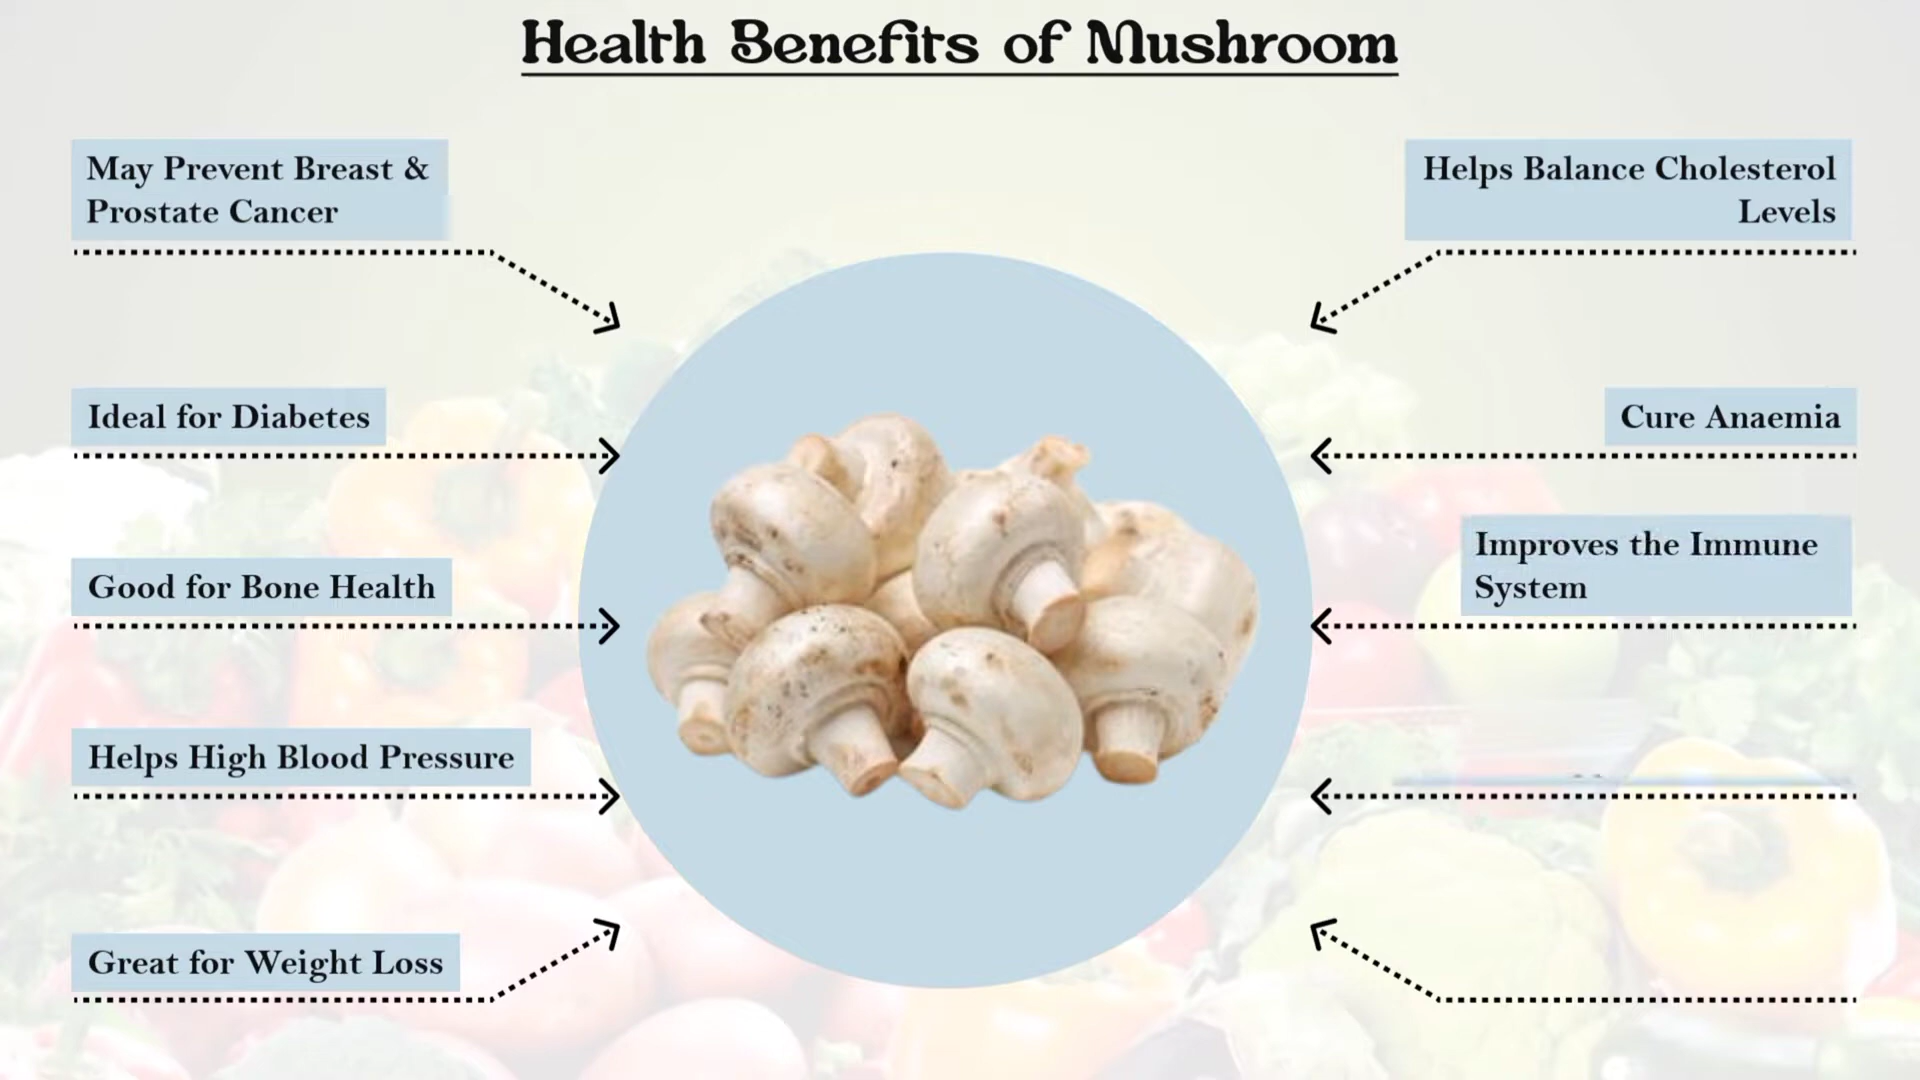 Health Benefits of Mushroom
May Prevent Breast &
Prostate Cancer
Ideal for Diabetes
Good for Bone Health
Helps High Blood Pressure
Great for Weight Loss
Helps Balance Cholesterol
Levels
Cure Anaemia
Improves the Immune
System